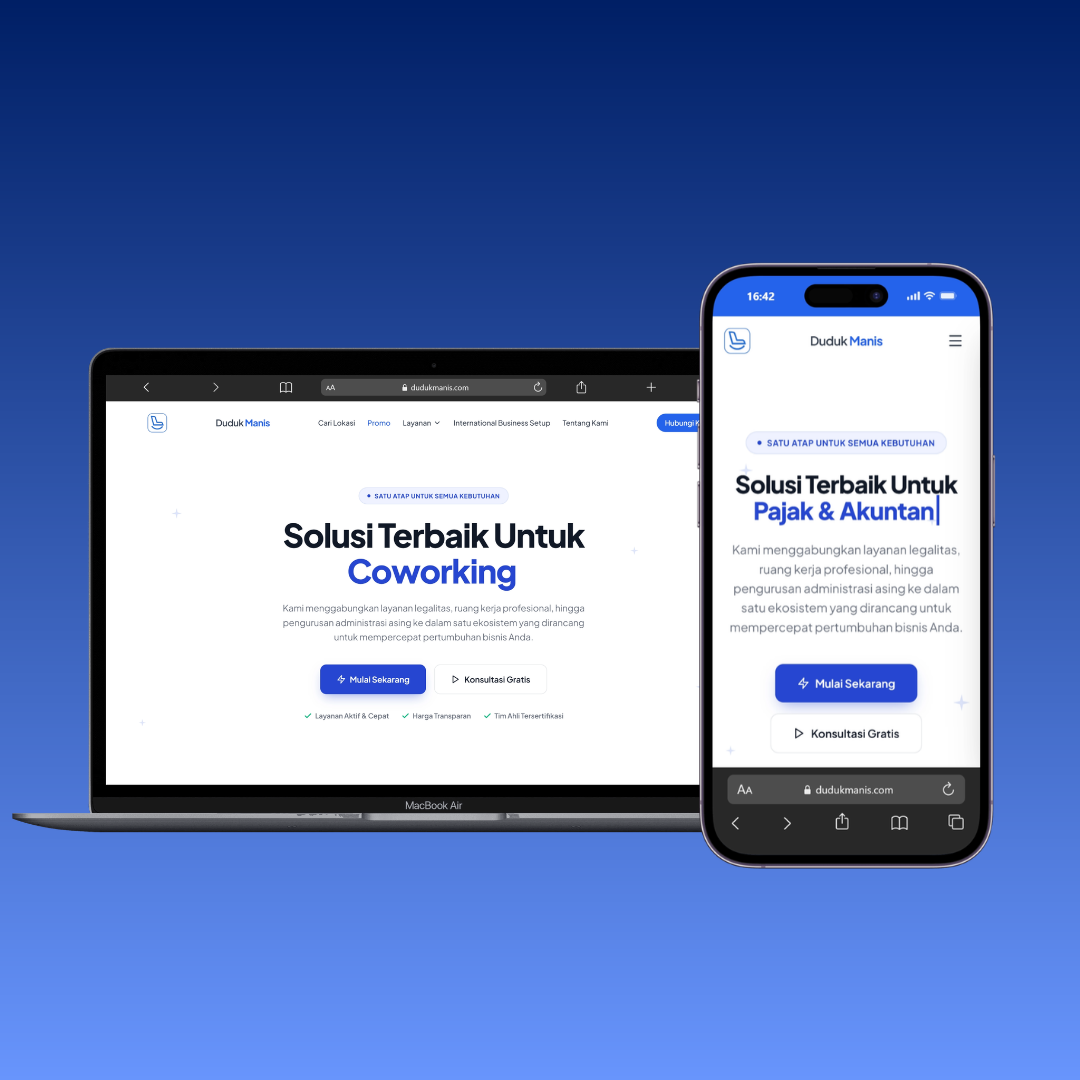 AA dudukmanis.com
Duduk Manis
Cari Lokasi Promo Layanan International Business Setup Tentang Kami Hubungi K
SATU ATAP UNTUK SEMUA KEBUTUHAN
Solusi Terbaik Untuk
Coworking
Kami menggabungkan layanan legalitas, ruang kerja profesional, hingga
pengurusan administrasi asing ke dalam satu ekosistem yang dirancang
untuk mempercepat pertumbuhan bisnis Anda.
Mulai Sekarang Konsultasi Gratis
Layanan Aktif & Cepat Harga Transparan Tim Ahli Tersertifikasi
MacBook Air
16:42
Duduk Manis
SATU ATAP UNTUK SEMUA KEBUTUHAN
Solusi Terbaik Untuk
Pajak & Akuntan
Kami menggabungkan layanan legalitas,
ruang kerja profesional, hingga
pengurusan administrasi asing ke dalam
satu ekosistem yang dirancang untuk
mempercepat pertumbuhan bisnis Anda.
Mulai Sekarang
Konsultasi Gratis
AA dudukmanis.com